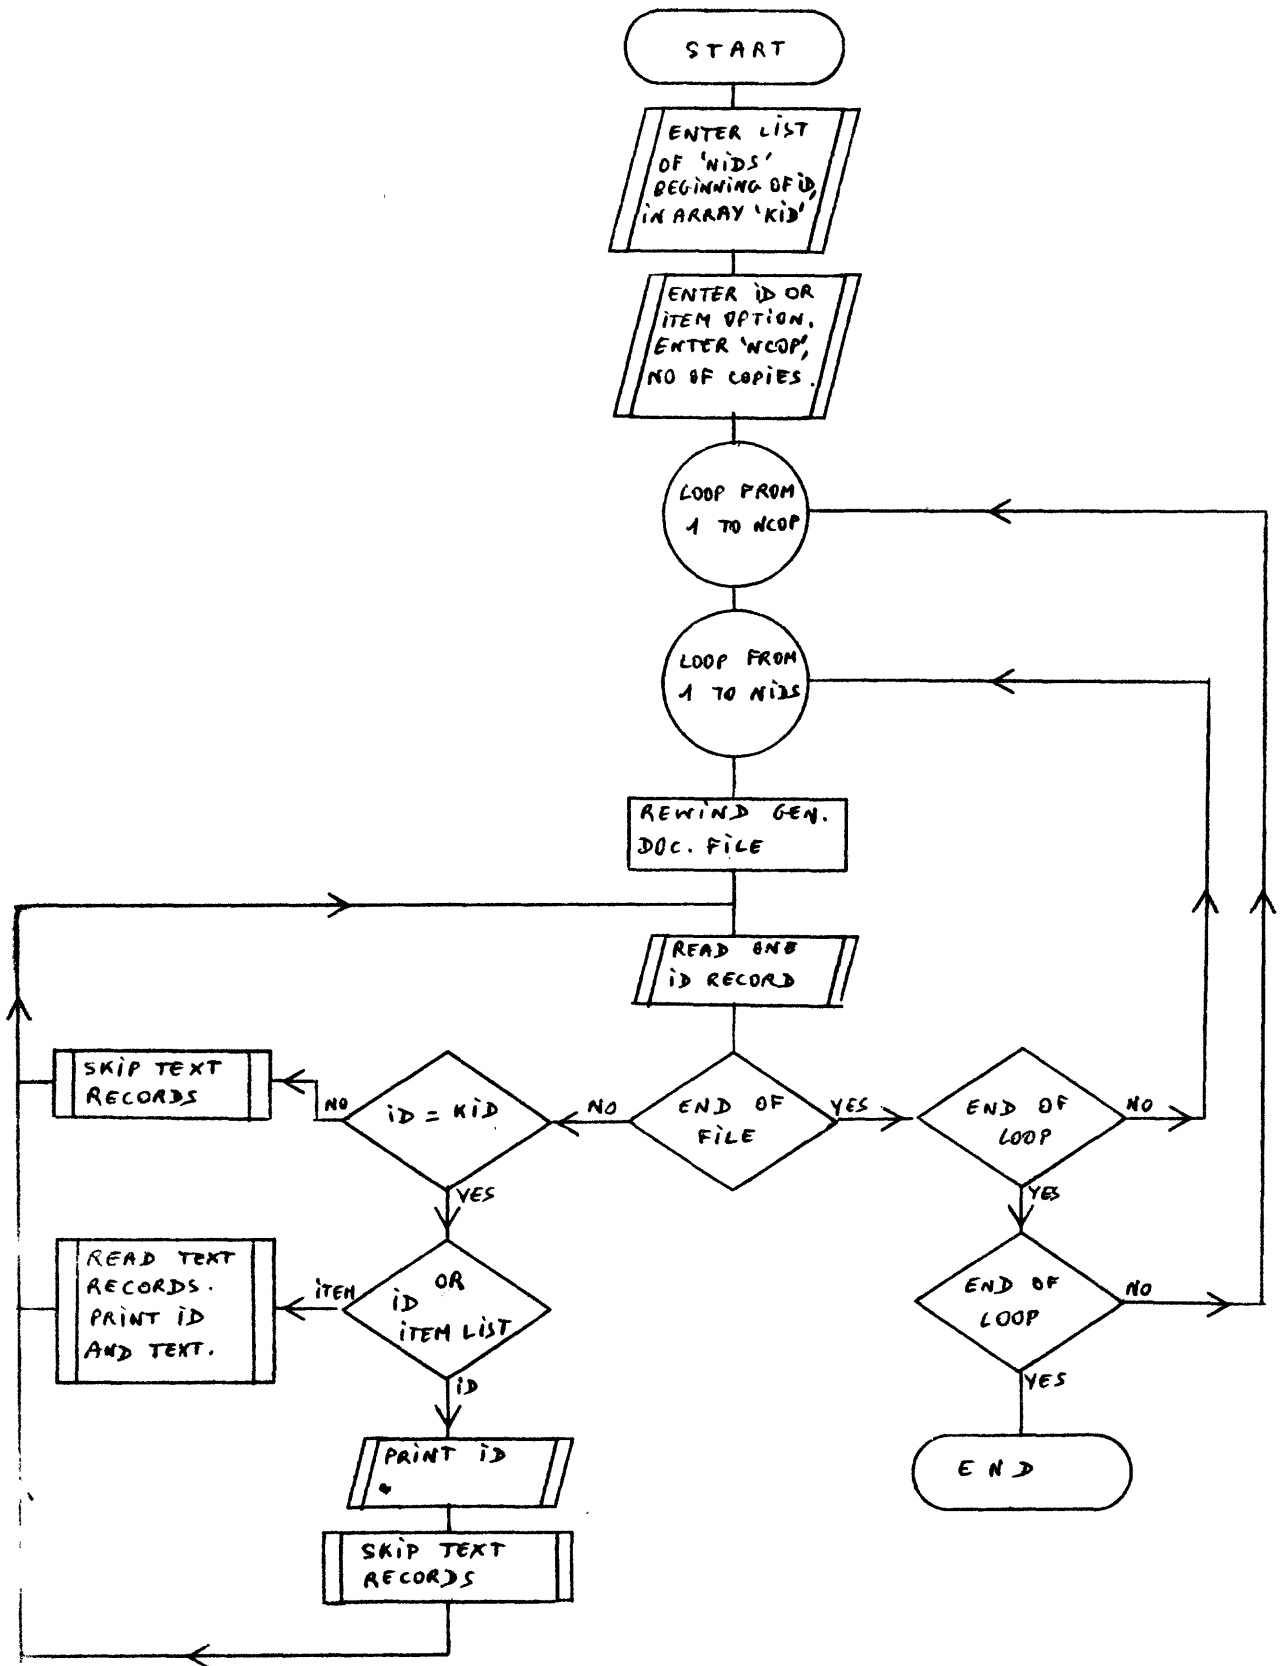 START
ENTER LIST
OF 'NIDS'
BEGINNING OF ID,
IN ARRAY 'KID'
ENTER ID OR
ITEM OPTION.
ENTER 'NCOP',
NO OF COPIES.
LOOP FROM
1 TO NCOP
LOOP FROM
1 TO NIDS
REWIND GEN.
DOC. FILE
READ ONE
ID RECORD
SKIP TEXT
RECORDS
NO
ID = KID
NO
END OF
FILE
YES
END OF
LOOP
NO
YES
YES
READ TEXT
RECORDS.
PRINT ID
AND TEXT.
ITEM
OR
ID
ITEM LIST
END OF
LOOP
NO
ID
YES
PRINT ID
END
SKIP TEXT
RECORDS